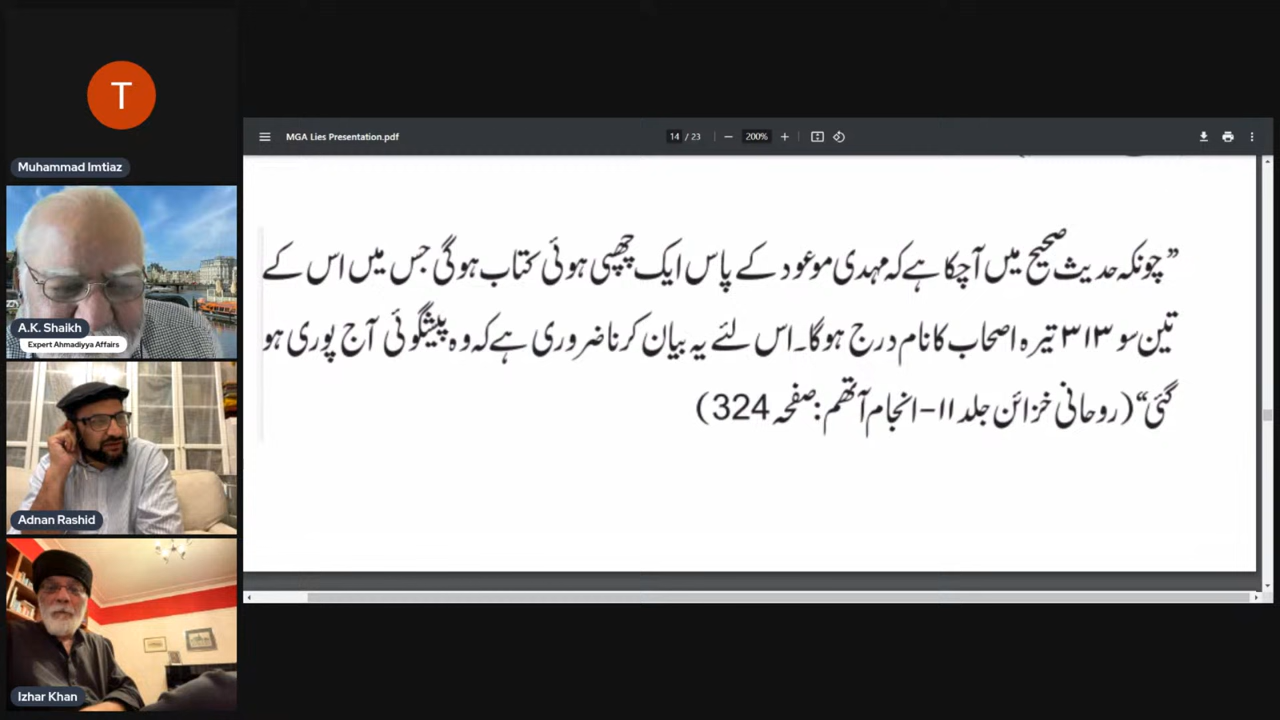 T
Muhammad Imtiaz
A.K. Shaikh
Expert Ahmadiyya Affairs
Adnan Rashid
Izhar Khan
MGA Lies Presentation.pdf
14 / 23
200%
”چونکہ حدیث صحیح میں آچکا ہے کہ مہدی موعود کے پاس ایک چھپی ہوئی کتاب ہوگی جس میں اس کے
تین سو ۳۱۳ تیرہ اصحاب کا نام درج ہوگا۔ اس لئے یہ بیان کرنا ضروری ہے کہ وہ پیشگوئی آج پوری ہو
گئی“ (روحانی خزائن جلد ۱۱-انجام آتھم: صفحہ 324)